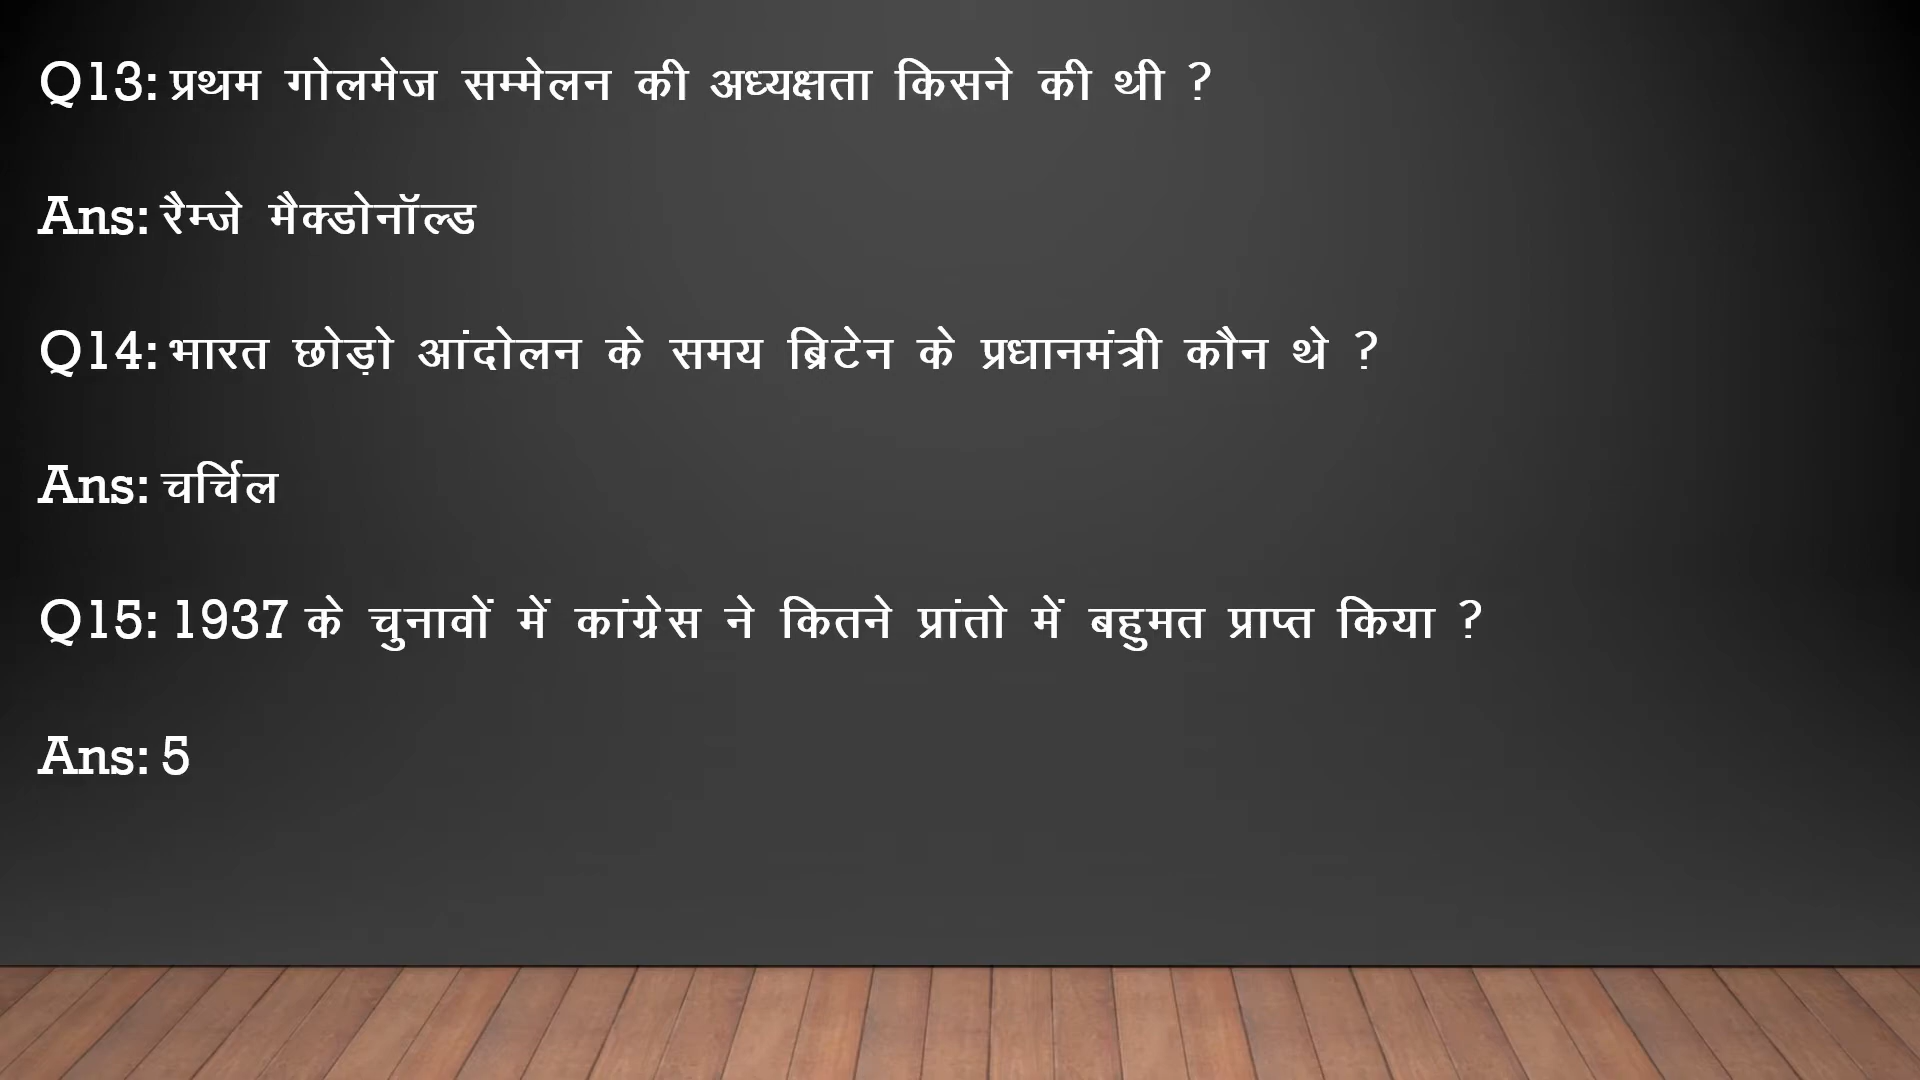 Q13: प्रथम गोलमेज सम्मेलन की अध्यक्षता किसने की थी ?
Ans: रैम्जे मैक्डोनॉल्ड
Q14: भारत छोड़ो आंदोलन के समय ब्रिटेन के प्रधानमंत्री कौन थे ?
Ans: चर्चिल
Q15: 1937 के चुनावों में कांग्रेस ने कितने प्रांतो में बहुमत प्राप्त किया ?
Ans: 5